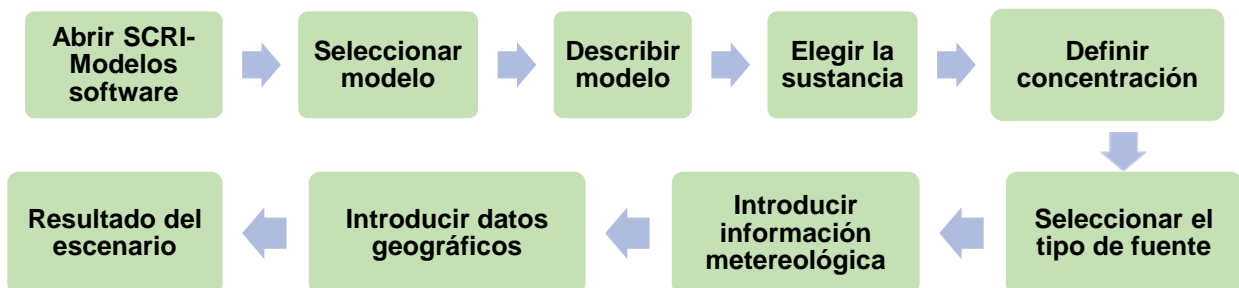 Abrir SCRI-
Modelos
software
Seleccionar
modelo
Describir
modelo
Elegir la
sustancia
Definir
concentración
Seleccionar el
tipo de fuente
Introducir
información
metereológica
Introducir datos
geográficos
Resultado del
escenario